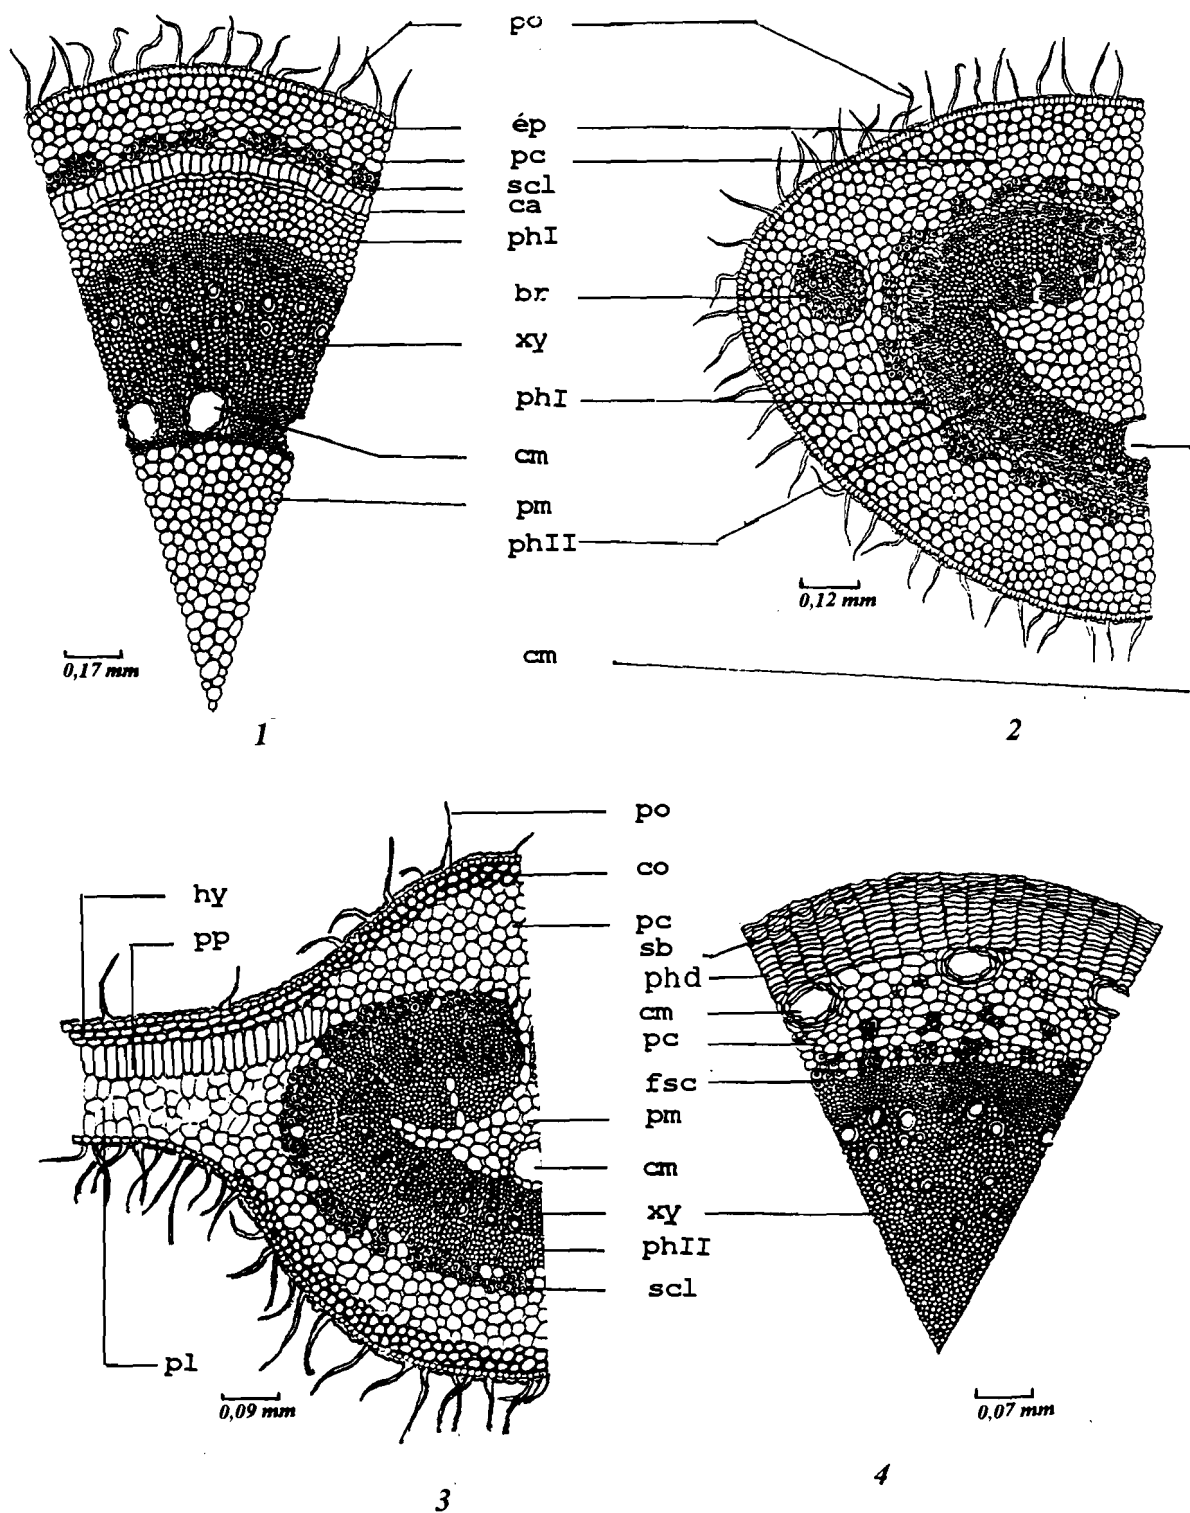 po
ép
pc
scl
ca
phI
br
xy
phI
cm
pm
phII
0,12 mm
cm
0,17 mm
1
2
po
co
hy
pc
pp
sb
phd
cm
pc
fsc
pm
cm
xy
phII
scl
pl
0,09 mm
0,07 mm
3
4